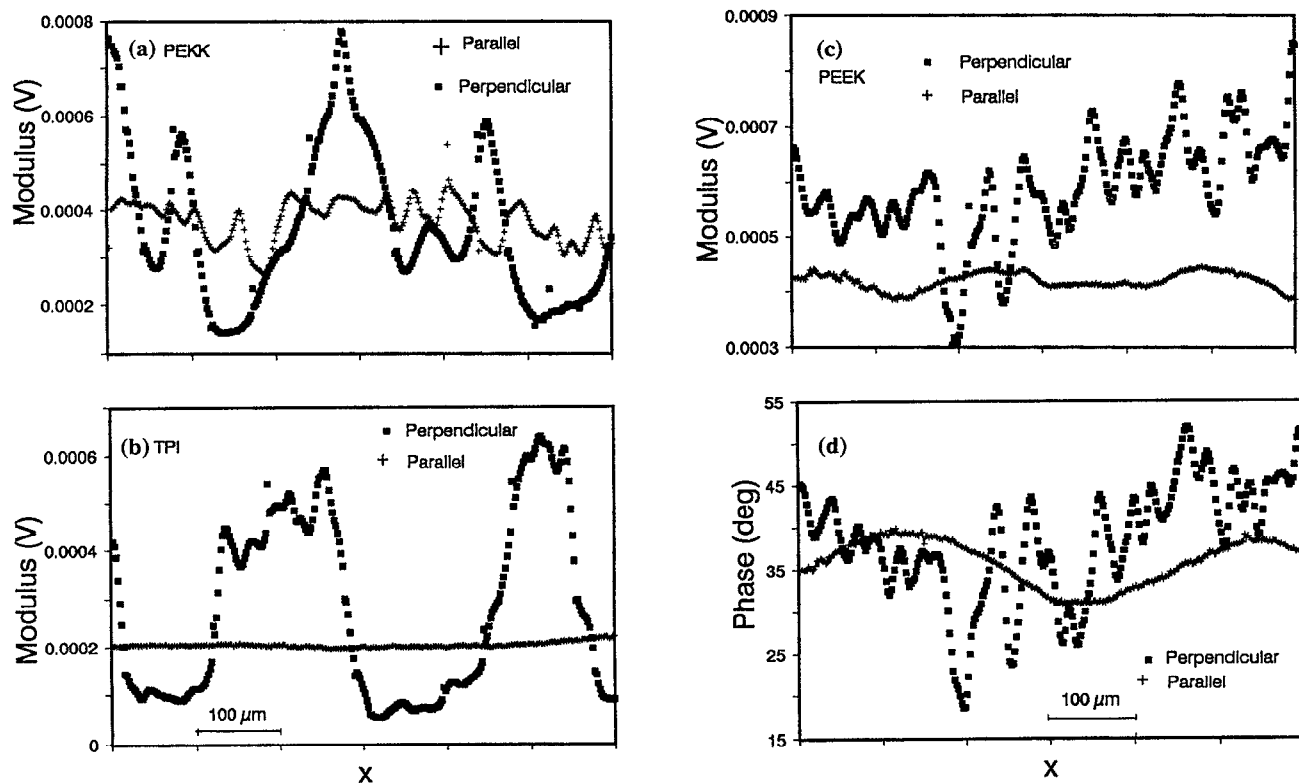 (a) PEKK
+ Parallel
■ Perpendicular
Modulus (V)
0.0008
0.0006
0.0004
0.0002
(b) TPI
■ Perpendicular
+ Parallel
Modulus (V)
0.0006
0.0004
0.0002
0
100 μm
X
(c)
PEEK
■ Perpendicular
+ Parallel
Modulus (V)
0.0009
0.0007
0.0005
0.0003
(d)
Phase (deg)
55
45
35
25
15
■ Perpendicular
+ Parallel
100 μm
X